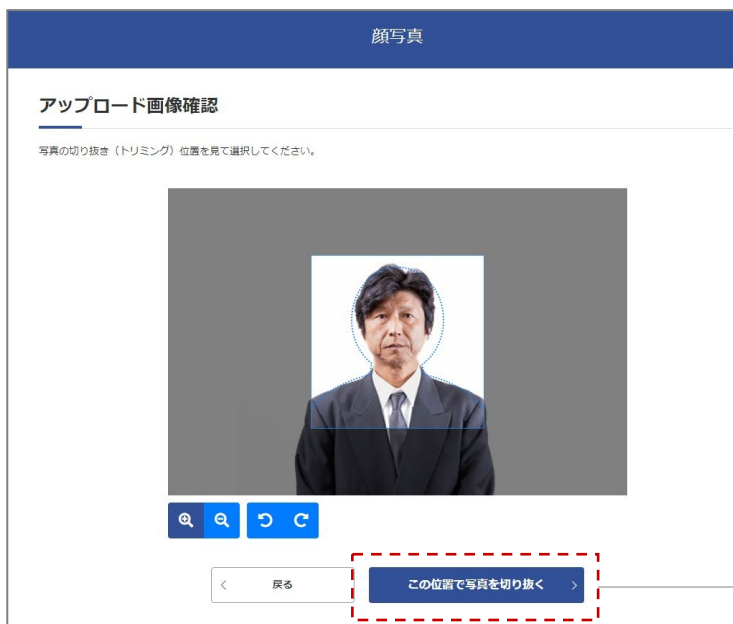 顔写真
アップロード画像確認
写真の切り抜き（トリミング）位置を見て選択してください。
戻る
この位置で写真を切り抜く